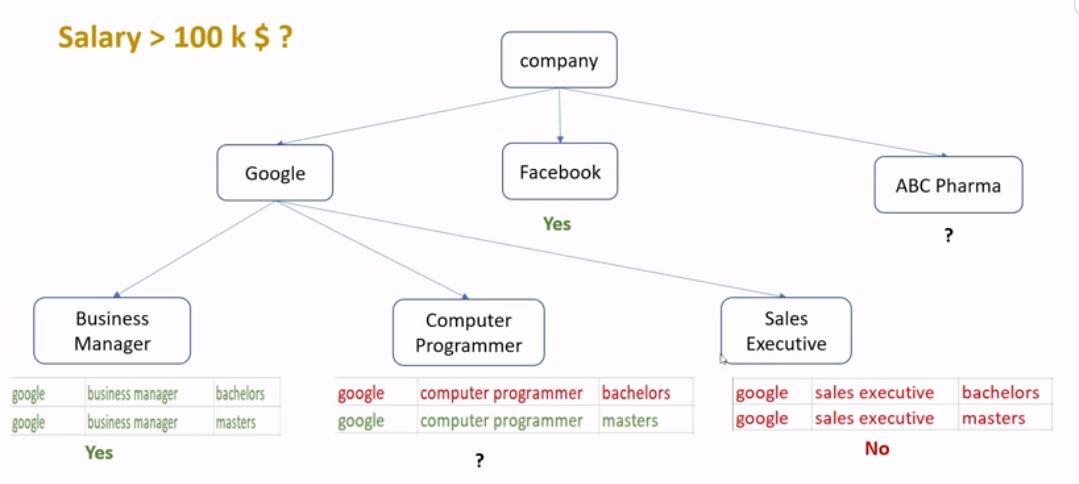 Salary > 100 k $ ?
company
Google
Facebook
ABC Pharma
Yes
?
Business
Manager
Computer
Programmer
Sales
Executive
google business manager bachelors
google business manager masters
Yes
google computer programmer bachelors
google computer programmer masters
?
google sales executive bachelors
google sales executive masters
No